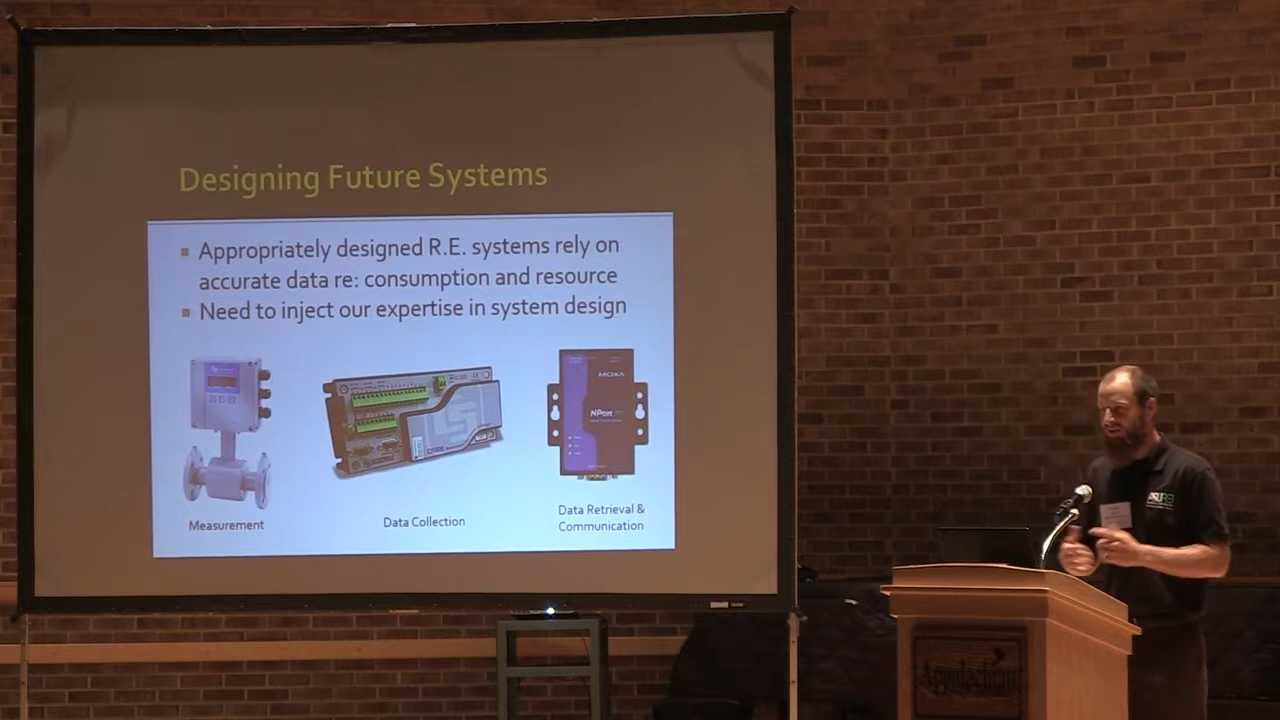 Designing Future Systems
Appropriately designed R.E. systems rely on
accurate data re: consumption and resource
Need to inject our expertise in system design
MOXA
NPort
Measurement
Data Collection
Data Retrieval &
Communication
Appalachian